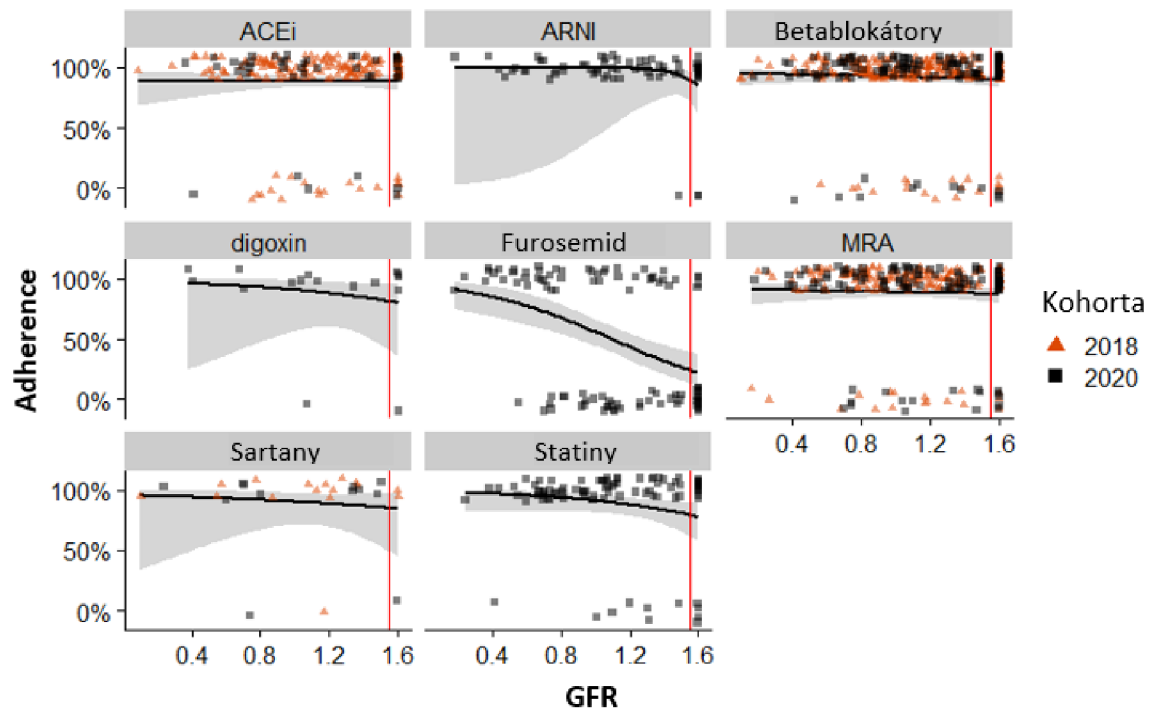 ACEi
ARNI
Betablokátory
100%
50%
0%
digoxin
Furosemid
MRA
100%
50%
0%
0.4 0.8 1.2 1.6
Sartany
Statiny
100%
50%
0%
0.4 0.8 1.2 1.6
0.4 0.8 1.2 1.6
Adherence
GFR
Kohorta
2018
2020